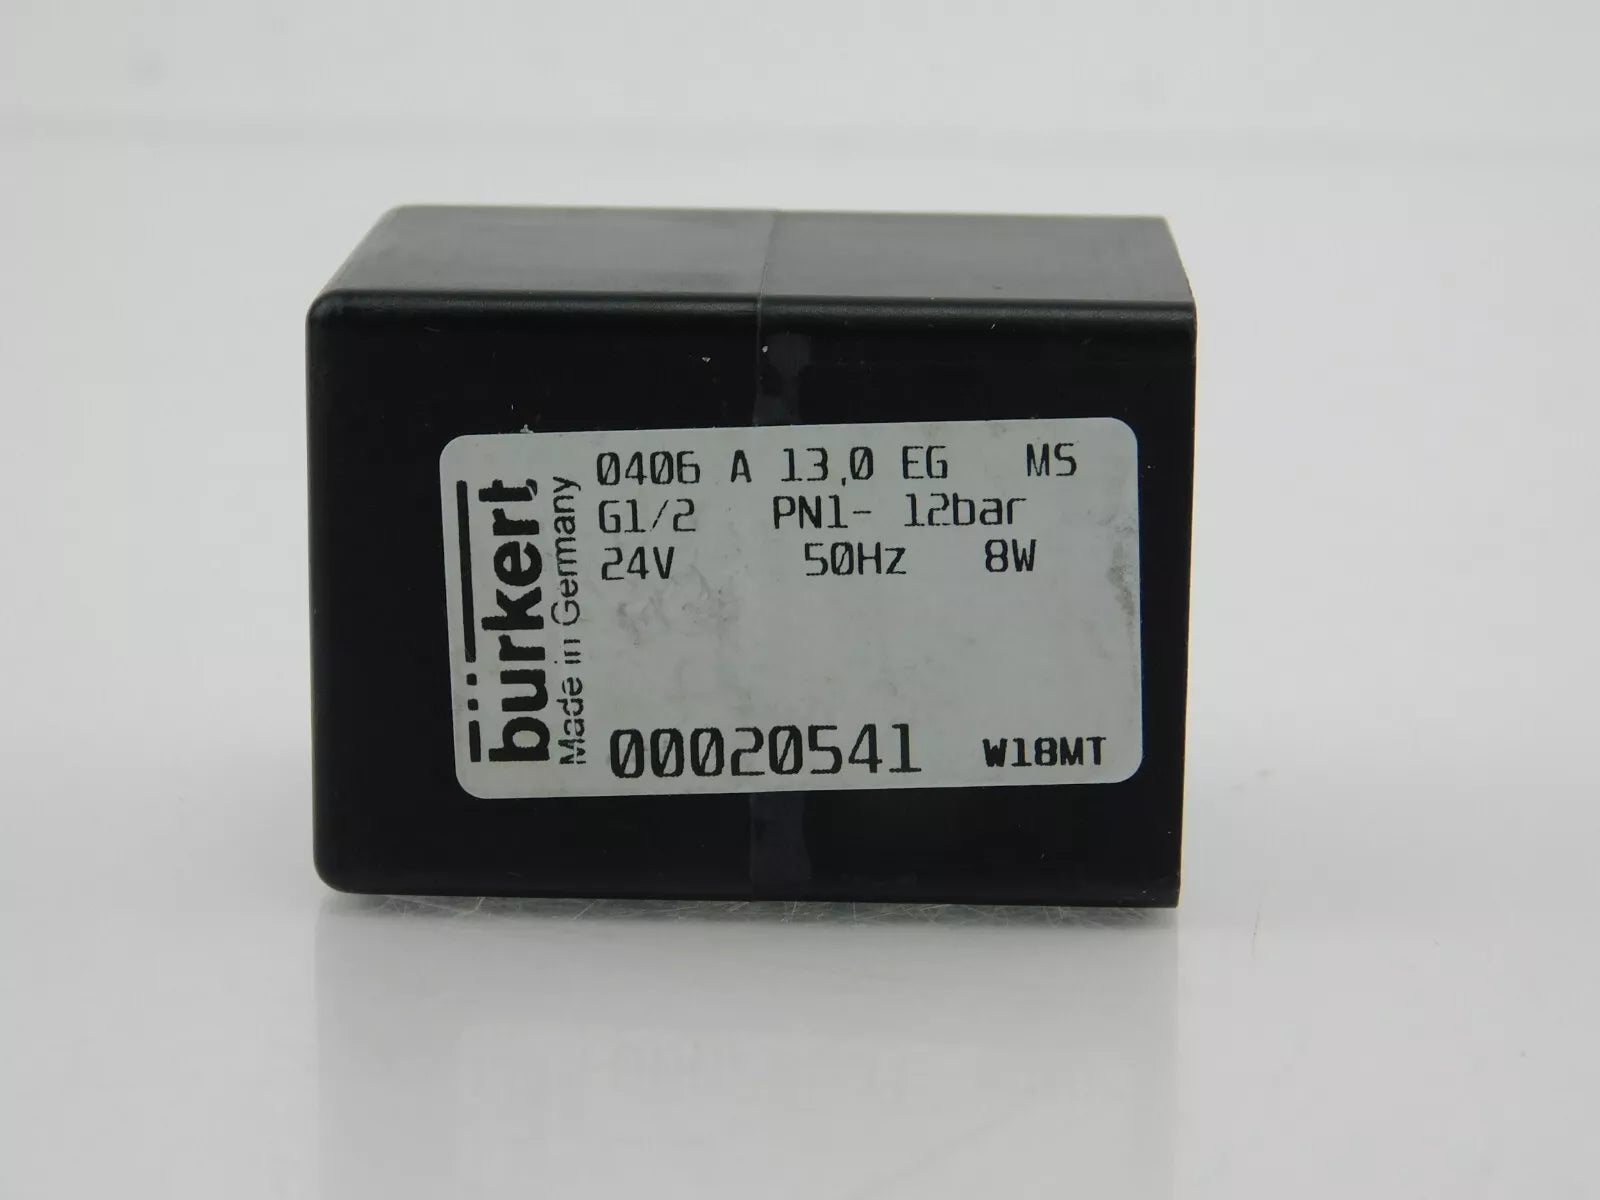 0406 A 13,0 EG MS
G1/2 PN1- 12bar
24V 50Hz 8W
00020541 W18MT
bürkert
Made in Germany